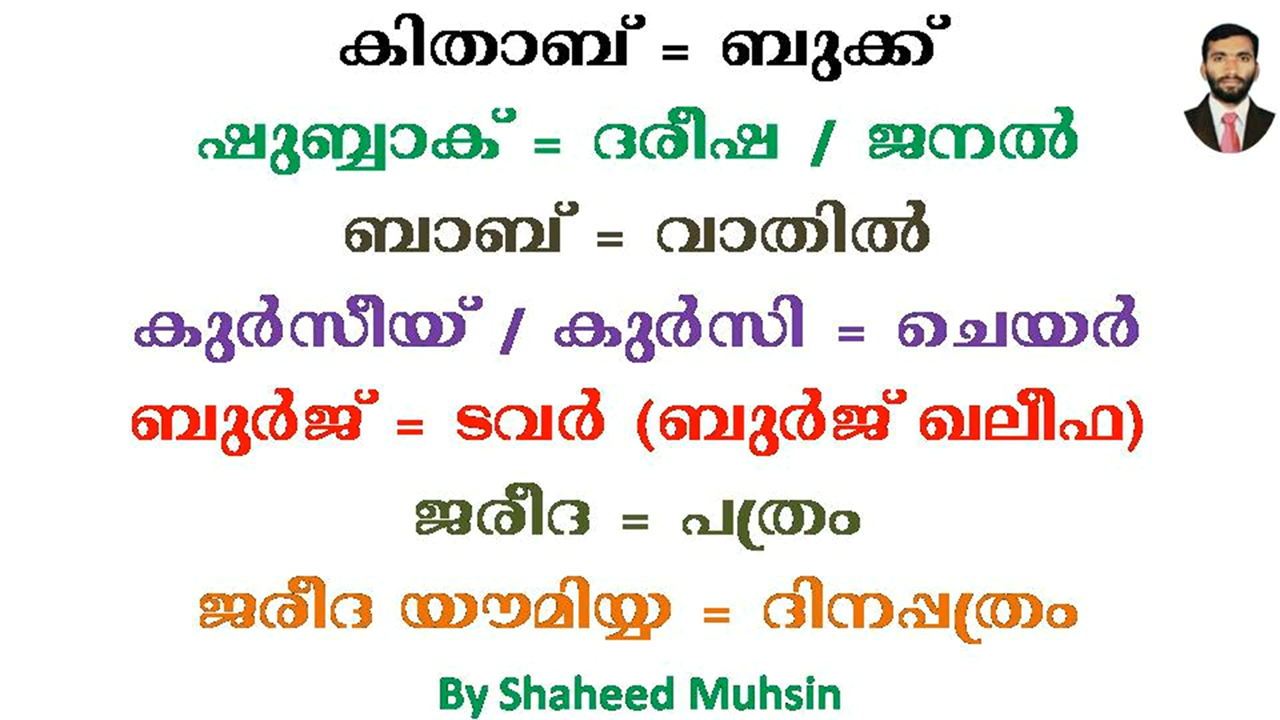 കിതാബ് = ബുക്ക്
ഷുബ്ബാക് = ദരീഷ / ജനൽ
ബാബ് = വാതിൽ
കുർസീയ് / കുർസി = ചെയർ
ബുർജ് = ടവർ (ബുർജ് ഖലീഫ)
ജരീദ = പത്രം
ജരീദ യൗമിയ്യ = ദിനപ്പത്രം
By Shaheed Muhsin